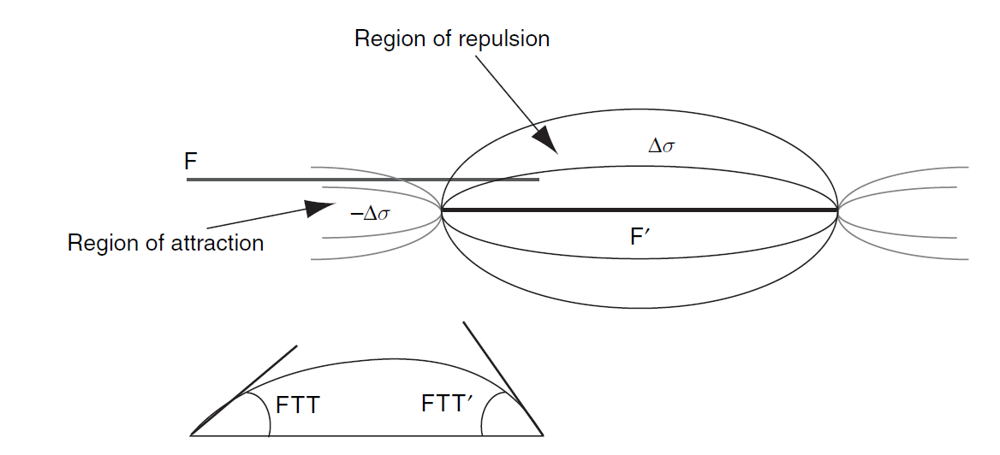 Region of repulsion
Δσ
F
−Δσ
Region of attraction
F′
FTT
FTT′